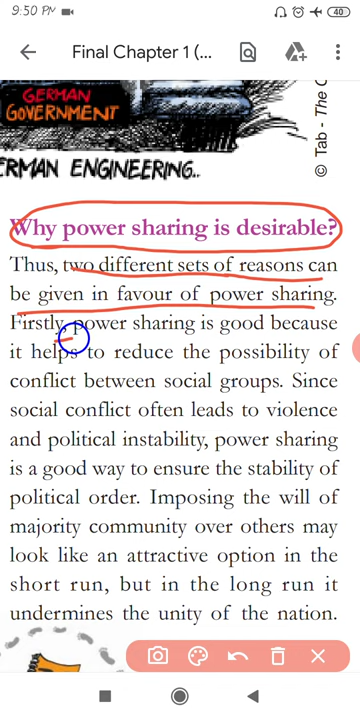 9:50 PM
40
Final Chapter 1 (...
GERMAN
GOVERNMENT
© Tab - The C
ERMAN ENGINEERING..
Why power sharing is desirable?
Thus, two different sets of reasons can
be given in favour of power sharing.
Firstly, power sharing is good because
it helps to reduce the possibility of
conflict between social groups. Since
social conflict often leads to violence
and political instability, power sharing
is a good way to ensure the stability of
political order. Imposing the will of
majority community over others may
look like an attractive option in the
short run, but in the long run it
undermines the unity of the nation.